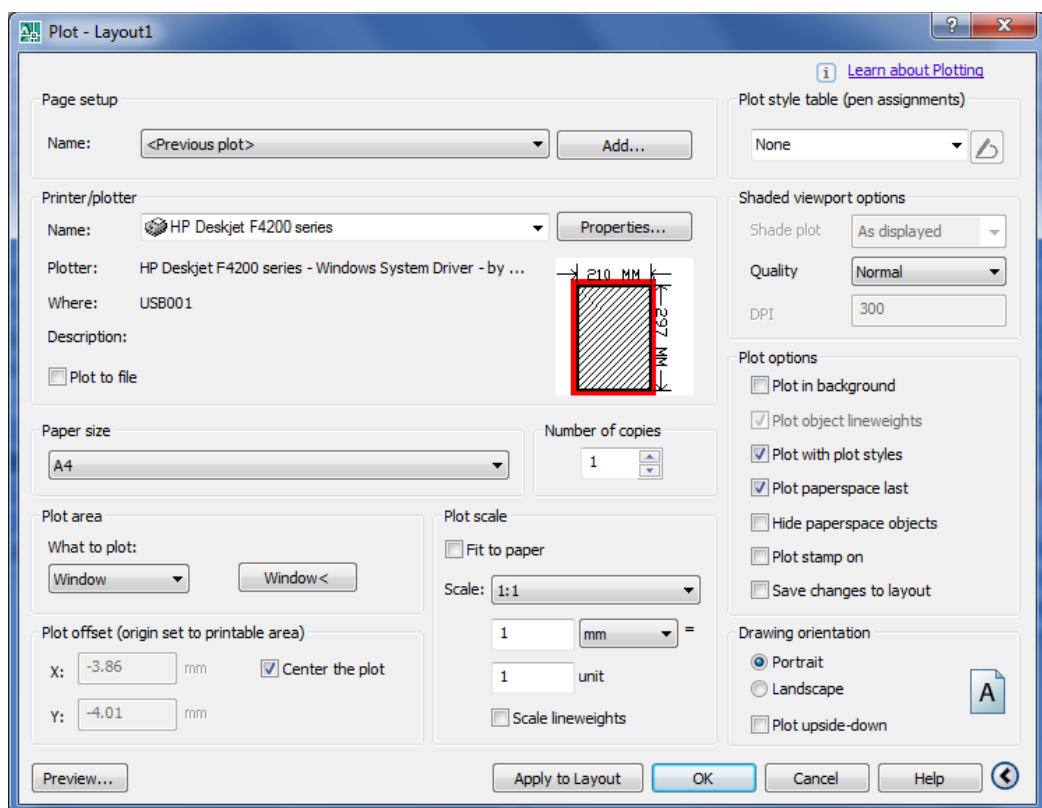 Plot - Layout1
Learn about Plotting
Page setup
Name: <Previous plot> Add...
Plot style table (pen assignments)
None
Printer/plotter
Name: HP Deskjet F4200 series Properties...
Plotter: HP Deskjet F4200 series - Windows System Driver - by ...
Where: USB001
Description:
Plot to file
210 MM
297 MM
Shaded viewport options
Shade plot As displayed
Quality Normal
DPI 300
Paper size
A4
Number of copies
1
Plot area
What to plot:
Window Window<
Plot scale
Fit to paper
Scale: 1:1
1 mm =
1 unit
Scale lineweights
Plot offset (origin set to printable area)
X: -3.86 mm Center the plot
Y: -4.01 mm
Plot options
Plot in background
Plot object lineweights
Plot with plot styles
Plot paperspace last
Hide paperspace objects
Plot stamp on
Save changes to layout
Drawing orientation
Portrait
Landscape
Plot upside-down
A
Preview... Apply to Layout OK Cancel Help